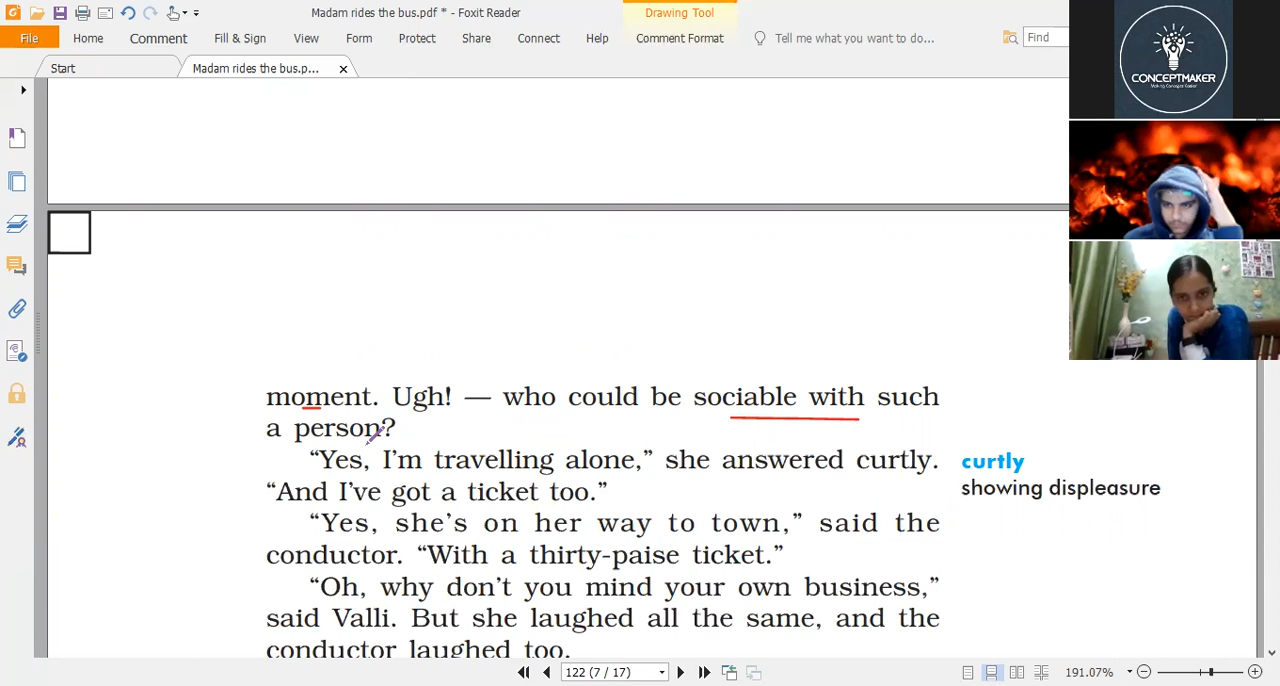 Madam rides the bus.pdf * - Foxit Reader
Drawing Tool
File Home Comment Fill & Sign View Form Protect Share Connect Help Comment Format Tell me what you want to do... Find
Start Madam rides the bus.p... ×
CONCEPTMAKER
Making Concepts Easier
moment. Ugh! — who could be sociable with such
a person?
“Yes, I’m travelling alone,” she answered curtly.
“And I’ve got a ticket too.”
curtly
showing displeasure
“Yes, she’s on her way to town,” said the
conductor. “With a thirty-paise ticket.”
“Oh, why don’t you mind your own business,”
said Valli. But she laughed all the same, and the
conductor laughed too.
122 (7 / 17) 191.07%